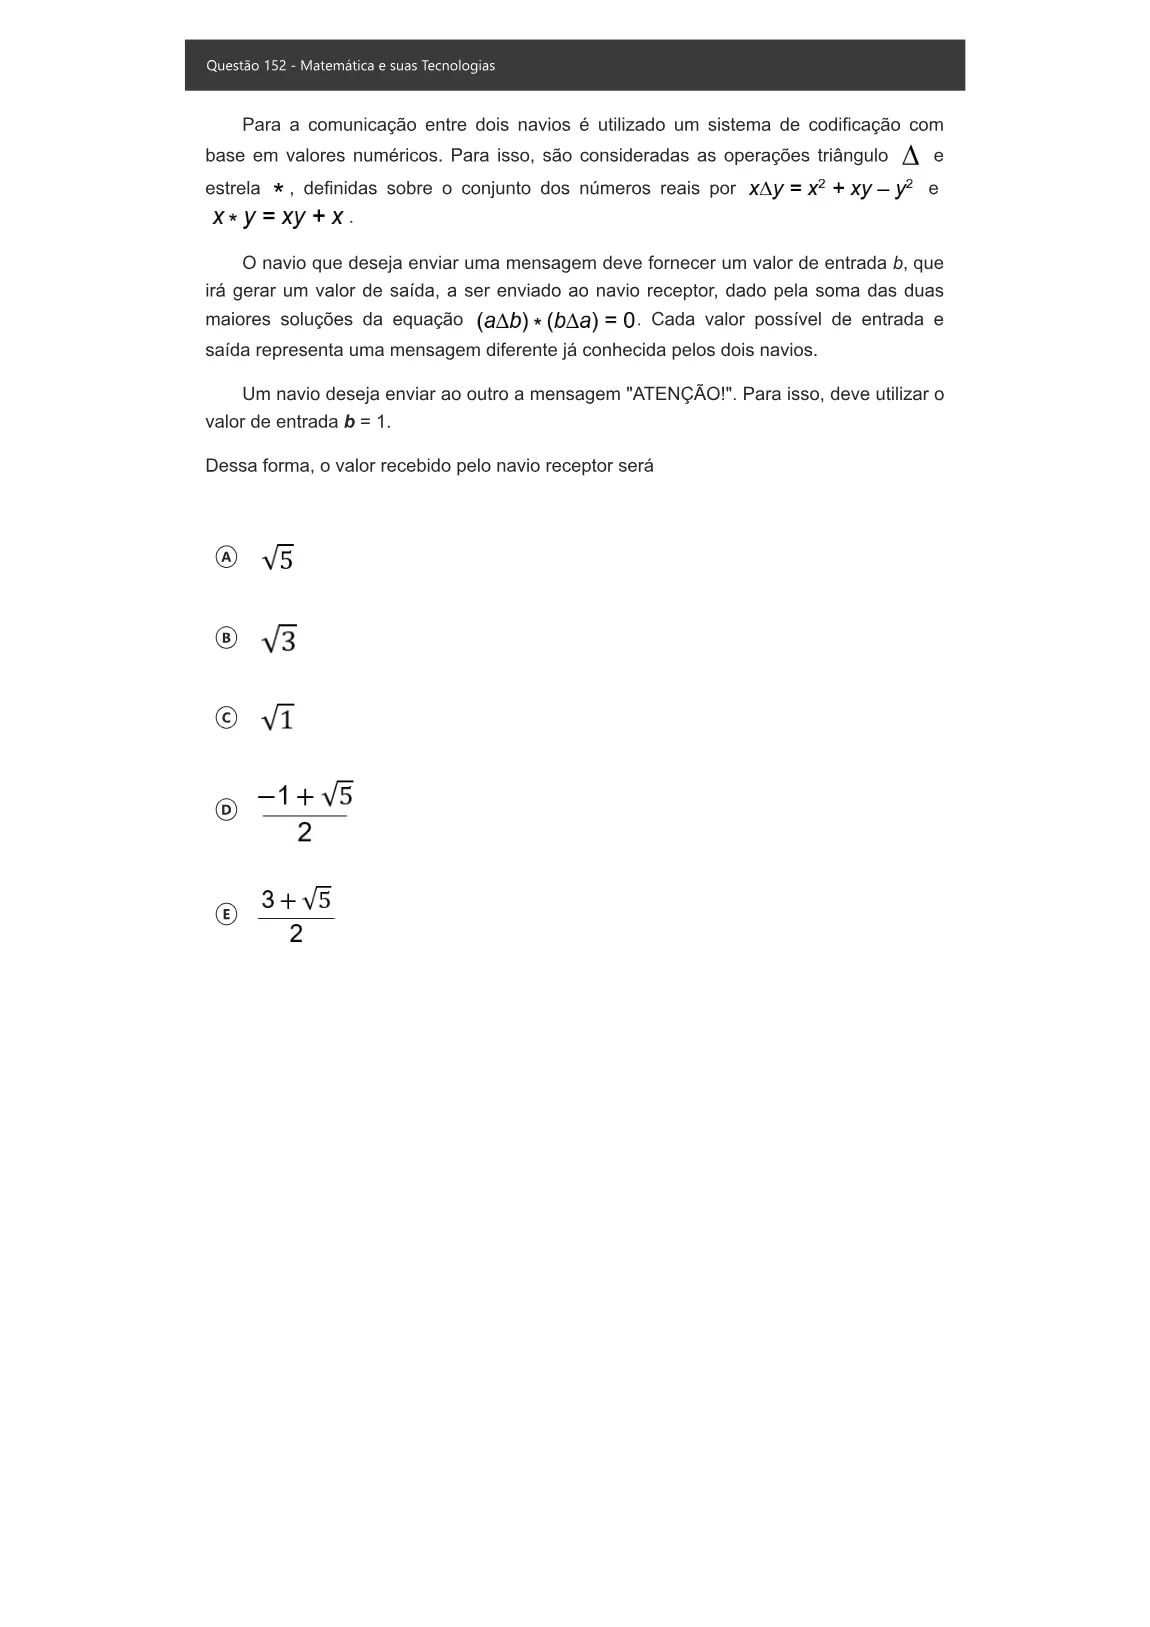 Questão 152 - Matemática e suas Tecnologias
Para a comunicação entre dois navios é utilizado um sistema de codificação com
base em valores numéricos. Para isso, são consideradas as operações triângulo Δ e
estrela * , definidas sobre o conjunto dos números reais por xΔy = x² + xy – y² e
x * y = xy + x .
O navio que deseja enviar uma mensagem deve fornecer um valor de entrada b, que
irá gerar um valor de saída, a ser enviado ao navio receptor, dado pela soma das duas
maiores soluções da equação (aΔb) * (bΔa) = 0. Cada valor possível de entrada e
saída representa uma mensagem diferente já conhecida pelos dois navios.
Um navio deseja enviar ao outro a mensagem "ATENÇÃO!". Para isso, deve utilizar o
valor de entrada b = 1.
Dessa forma, o valor recebido pelo navio receptor será
A √5
B √3
C √1
D (−1 + √5)/2
E (3 + √5)/2